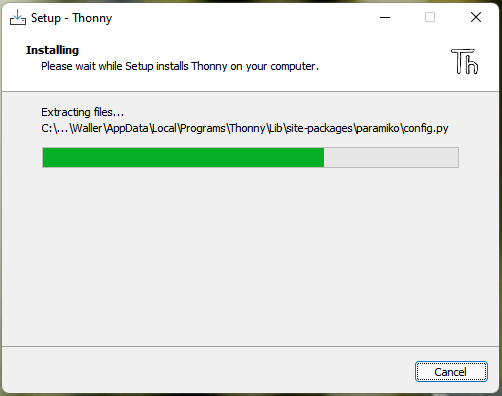 Setup - Thonny
Installing
Please wait while Setup installs Thonny on your computer.
Th
Extracting files...
C:\...\Waller\AppData\Local\Programs\Thonny\Lib\site-packages\paramiko\config.py
Cancel